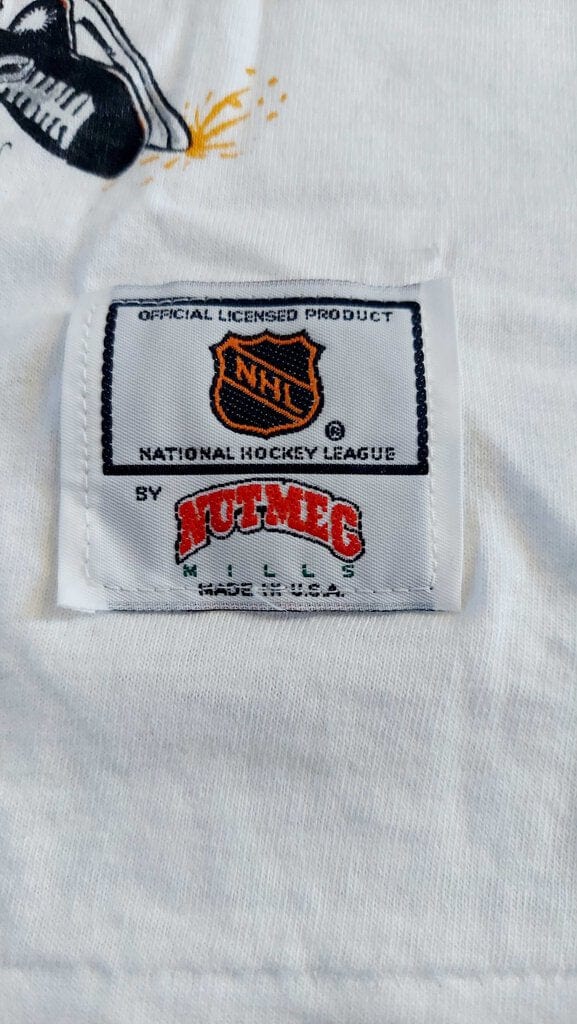 OFFICIAL LICENSED PRODUCT
NHL
®
NATIONAL HOCKEY LEAGUE
BY
NUTMEG
MILLS
MADE IN U.S.A.